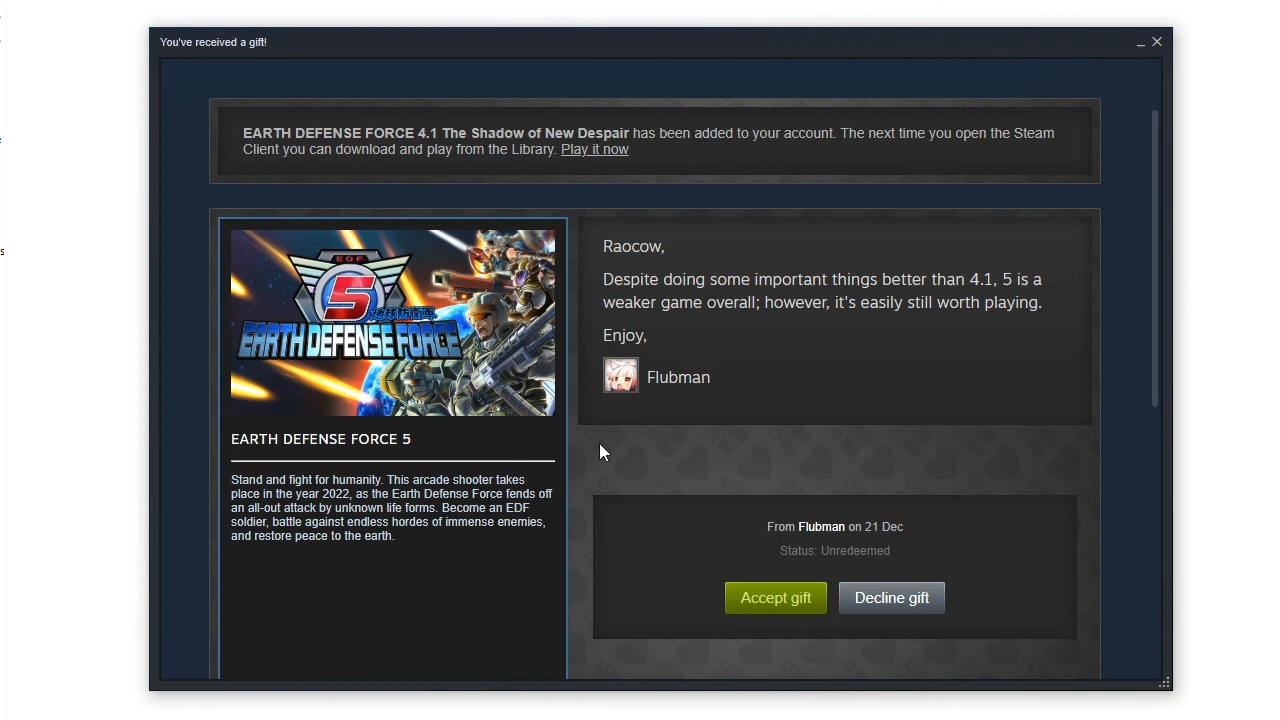 You've received a gift!
EARTH DEFENSE FORCE 4.1 The Shadow of New Despair has been added to your account. The next time you open the Steam
Client you can download and play from the Library. Play it now
EDF
5
地球防衛軍
EARTH DEFENSE FORCE
EARTH DEFENSE FORCE 5
Stand and fight for humanity. This arcade shooter takes
place in the year 2022, as the Earth Defense Force fends off
an all-out attack by unknown life forms. Become an EDF
soldier, battle against endless hordes of immense enemies,
and restore peace to the earth.
Raocow,
Despite doing some important things better than 4.1, 5 is a
weaker game overall; however, it's easily still worth playing.
Enjoy,
Flubman
From Flubman on 21 Dec
Status: Unredeemed
Accept gift
Decline gift